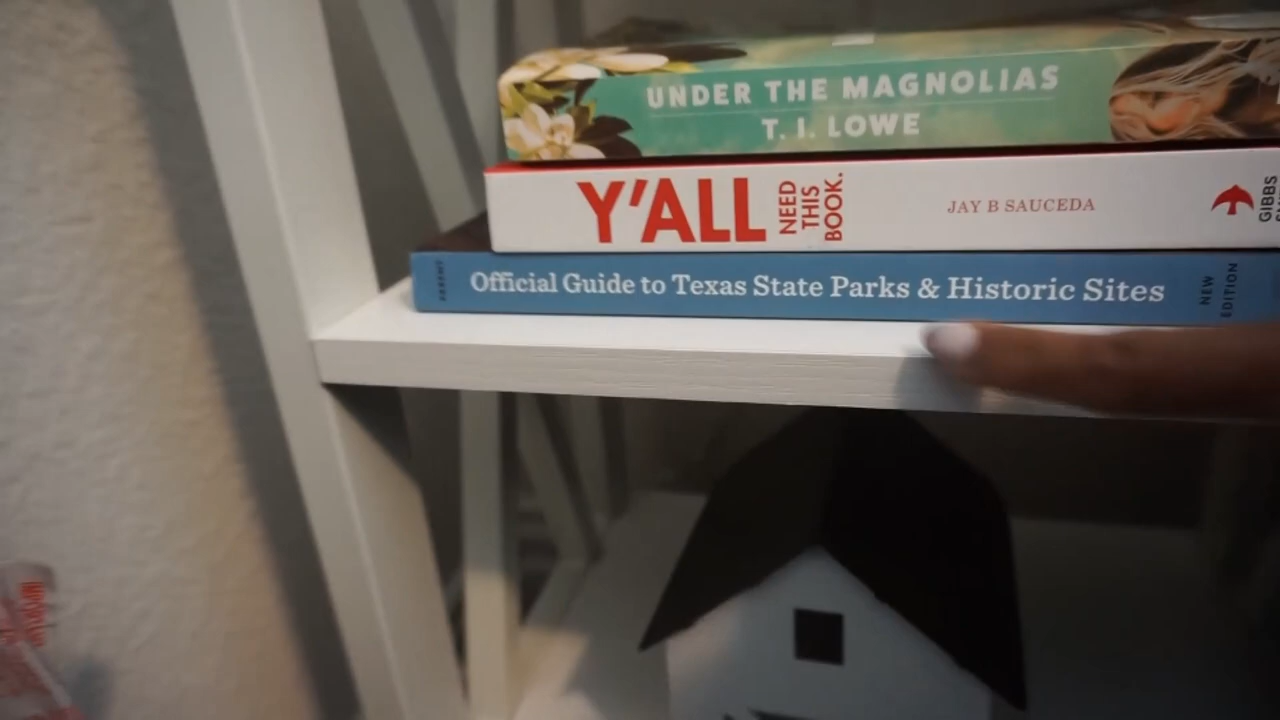 UNDER THE MAGNOLIAS
T. I. LOWE
Y'ALL
NEED
THIS
BOOK.
JAY B SAUCEDA
GIBBS
Official Guide to Texas State Parks & Historic Sites
NEW
EDITION